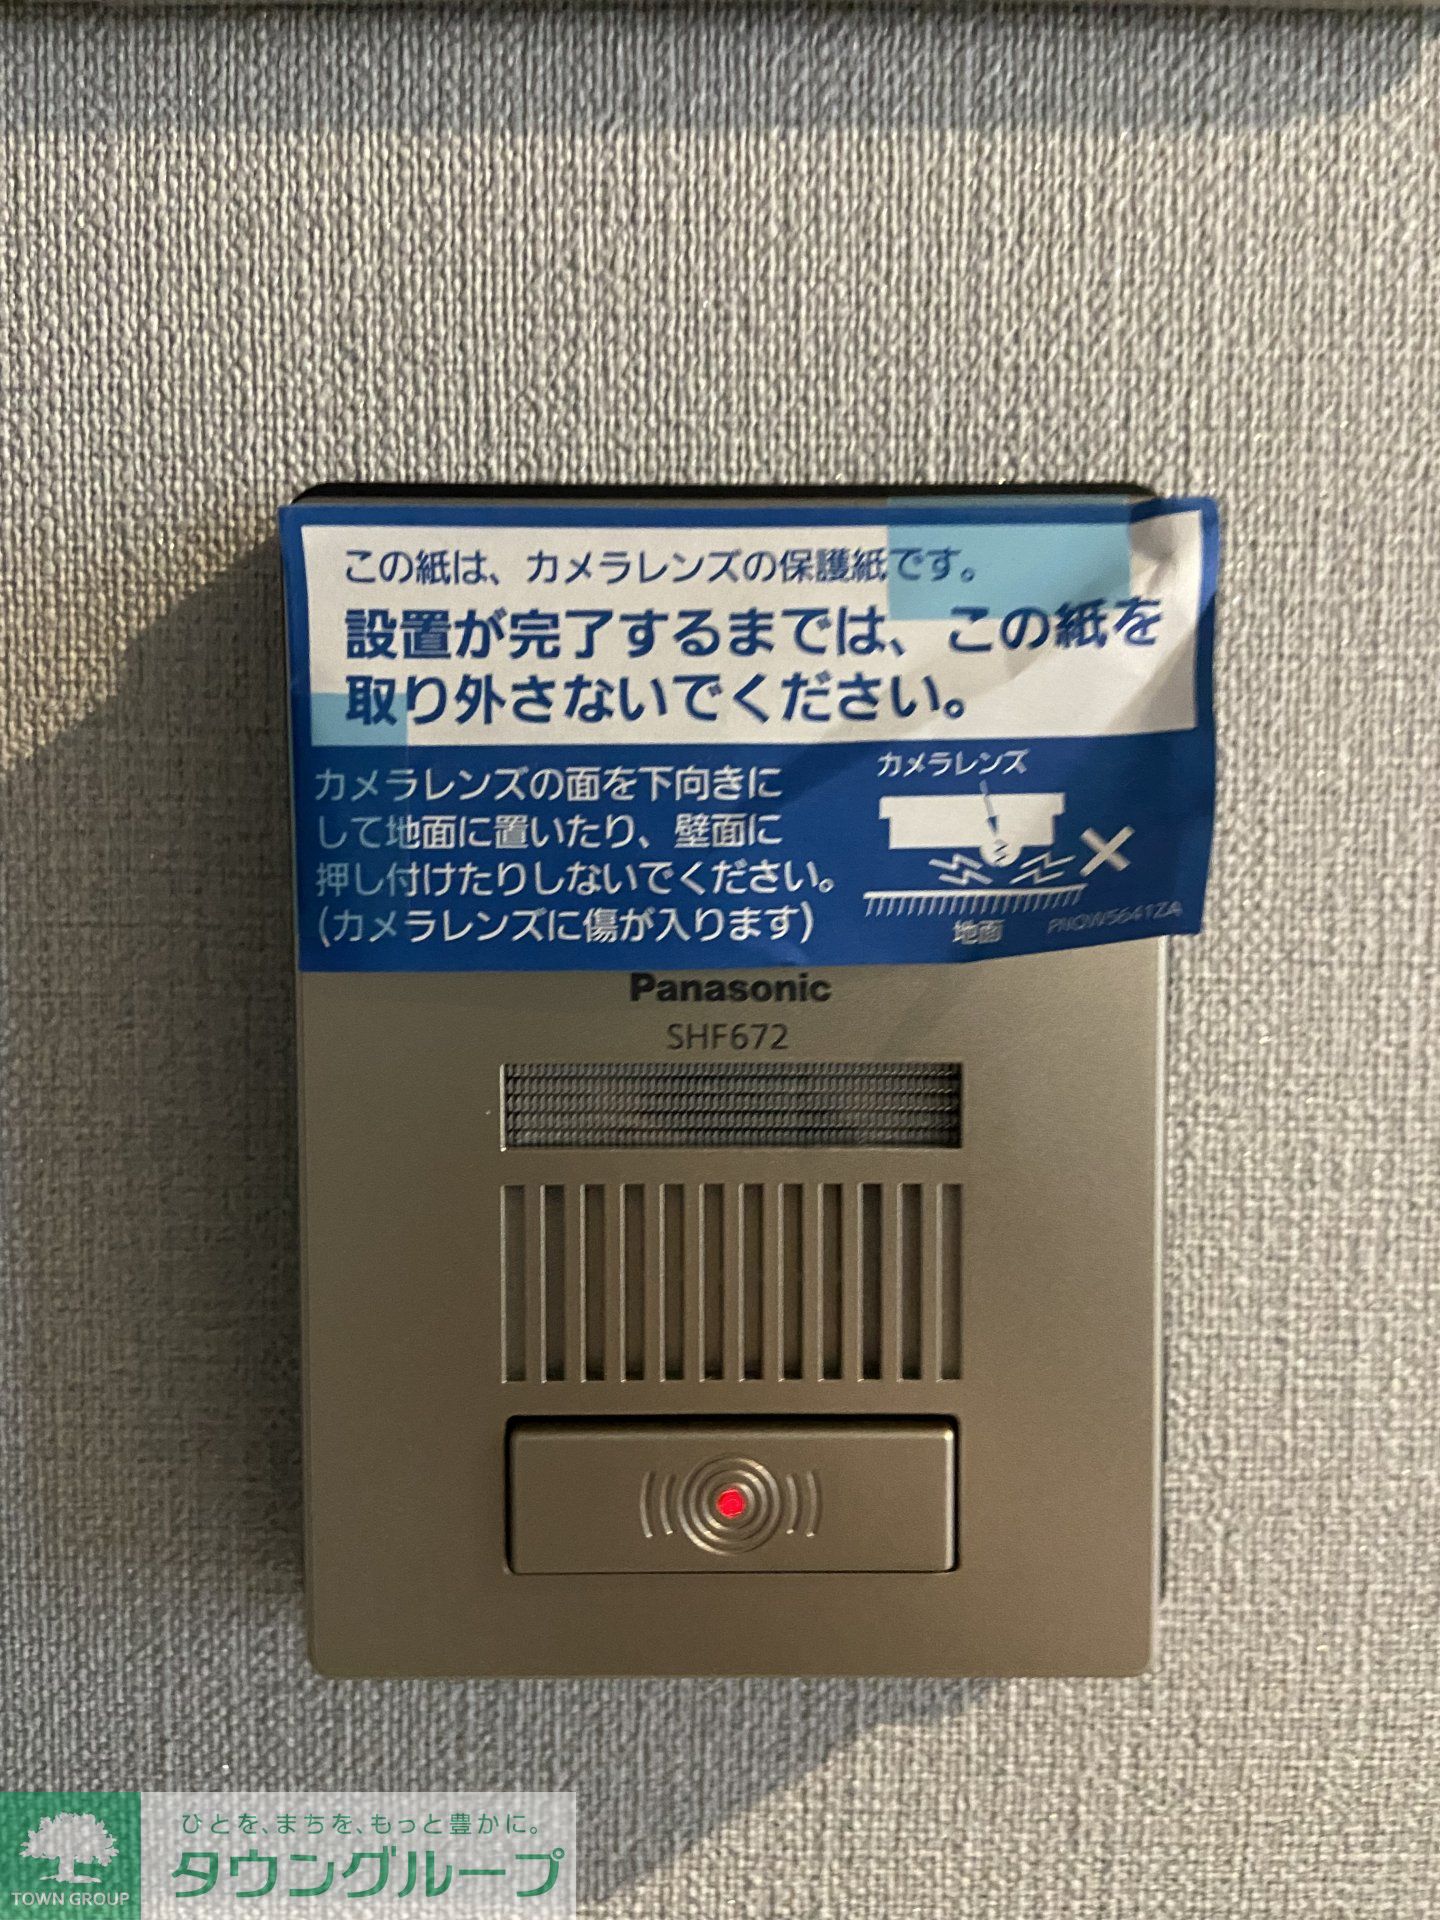 この紙は、カメラレンズの保護紙です。
設置が完了するまでは、この紙を
取り外さないでください。
カメラレンズの面を下向きに
して地面に置いたり、壁面に
押し付けたりしないでください。
(カメラレンズに傷が入ります)
カメラレンズ
地面
PNQW5641ZA
Panasonic
SHF672
ひとを、まちを、もっと豊かに。
タウングループ
TOWN GROUP